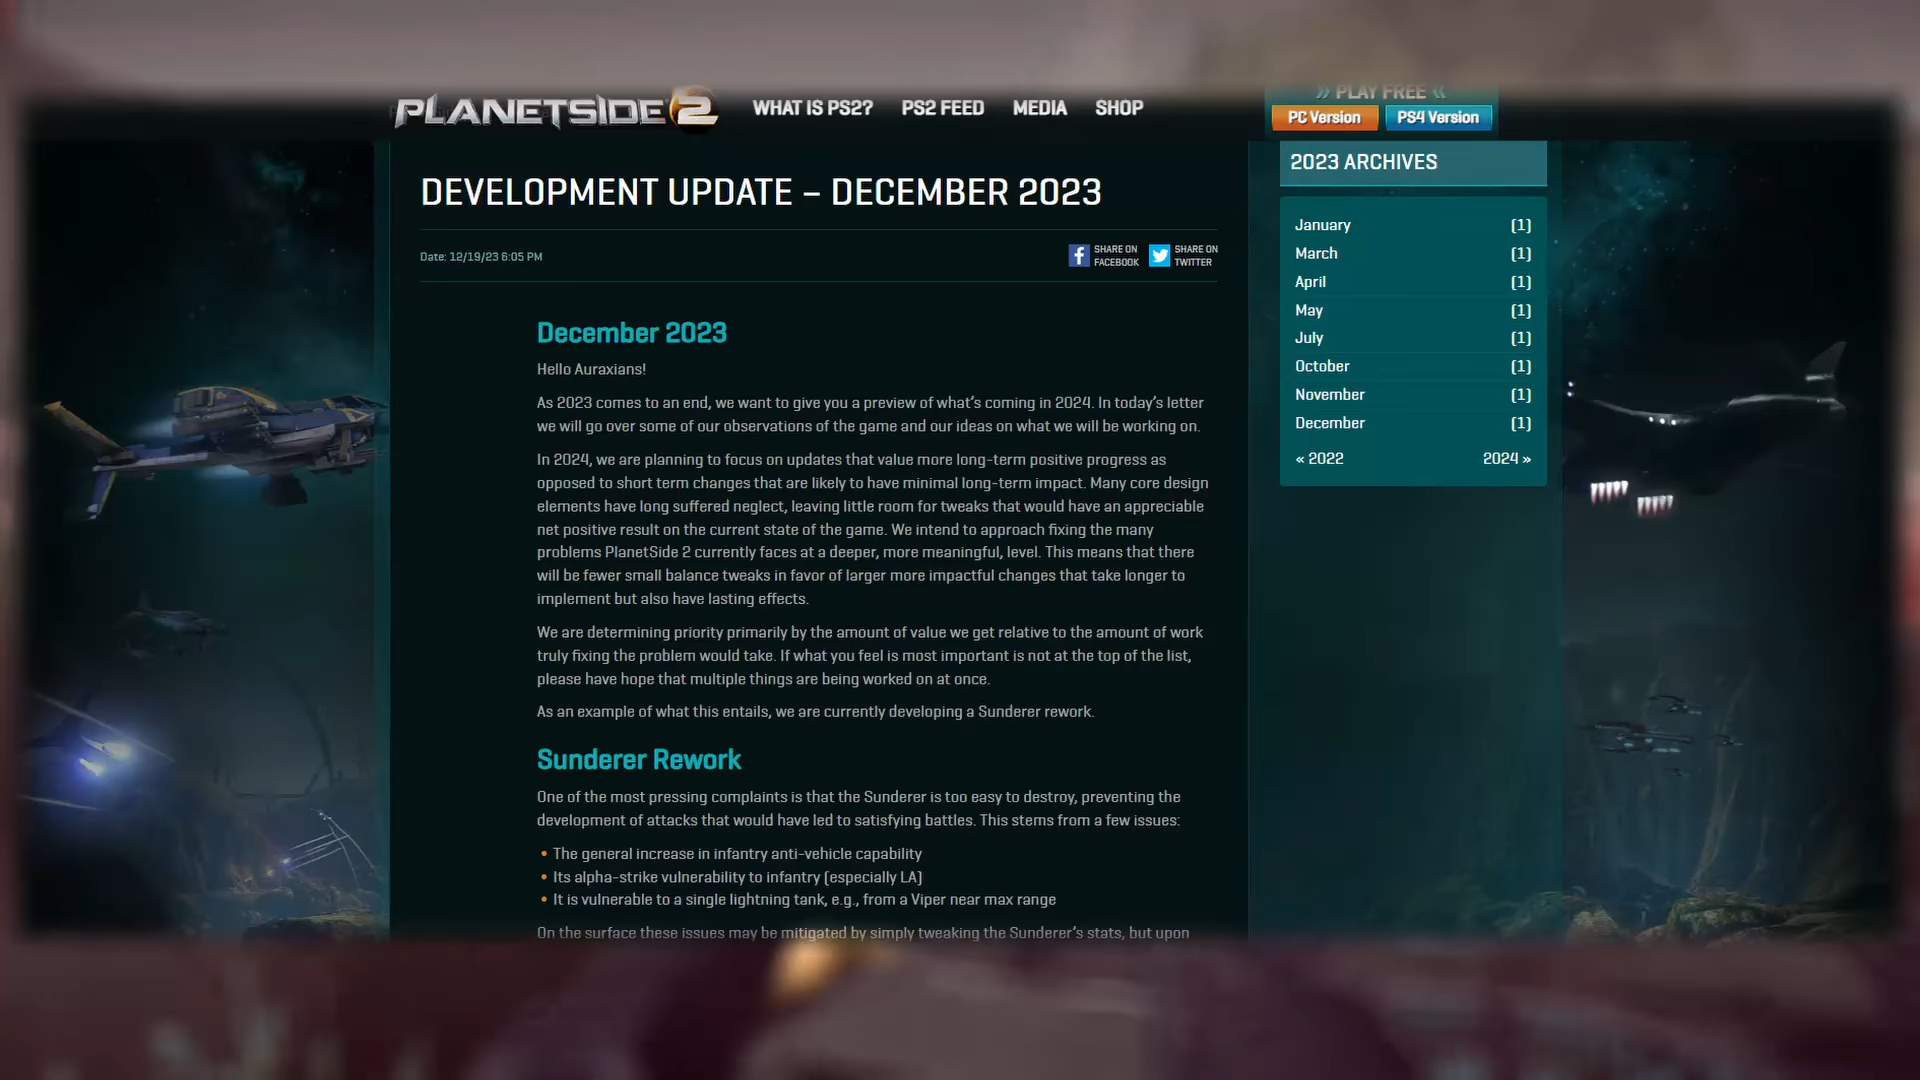 PLANETSIDE 2
WHAT IS PS2?
PS2 FEED
MEDIA
SHOP
» PLAY FREE «
PC Version
PS4 Version
DEVELOPMENT UPDATE – DECEMBER 2023
Date: 12/19/23 6:05 PM
SHARE ON
FACEBOOK
SHARE ON
TWITTER
December 2023
Hello Auraxians!
As 2023 comes to an end, we want to give you a preview of what's coming in 2024. In today's letter
we will go over some of our observations of the game and our ideas on what we will be working on.
In 2024, we are planning to focus on updates that value more long-term positive progress as
opposed to short term changes that are likely to have minimal long-term impact. Many core design
elements have long suffered neglect, leaving little room for tweaks that would have an appreciable
net positive result on the current state of the game. We intend to approach fixing the many
problems PlanetSide 2 currently faces at a deeper, more meaningful, level. This means that there
will be fewer small balance tweaks in favor of larger more impactful changes that take longer to
implement but also have lasting effects.
We are determining priority primarily by the amount of value we get relative to the amount of work
truly fixing the problem would take. If what you feel is most important is not at the top of the list,
please have hope that multiple things are being worked on at once.
As an example of what this entails, we are currently developing a Sunderer rework.
Sunderer Rework
One of the most pressing complaints is that the Sunderer is too easy to destroy, preventing the
development of attacks that would have led to satisfying battles. This stems from a few issues:
• The general increase in infantry anti-vehicle capability
• Its alpha-strike vulnerability to infantry (especially LA)
• It is vulnerable to a single lightning tank, e.g., from a Viper near max range
On the surface these issues may be mitigated by simply tweaking the Sunderer's stats, but upon
2023 ARCHIVES
January (1)
March (1)
April (1)
May (1)
July (1)
October (1)
November (1)
December (1)
« 2022 2024 »